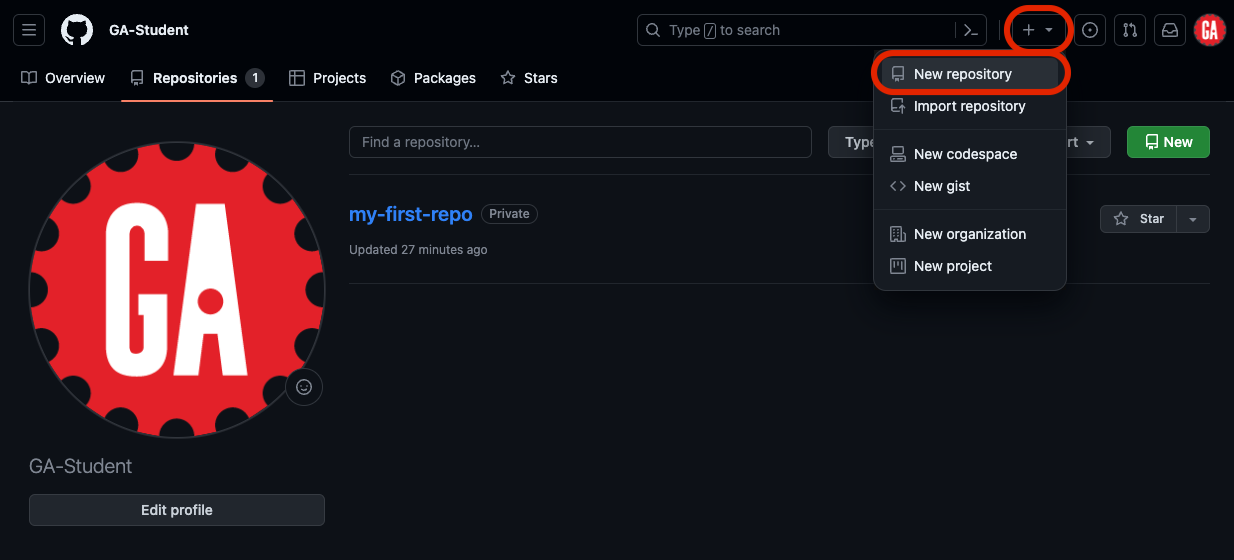 GA-Student
Type / to search
GA
Overview
Repositories 1
Projects
Packages
Stars
New repository
Import repository
New codespace
New gist
New organization
New project
Find a repository...
Type
rt
New
my-first-repo Private
Updated 27 minutes ago
Star
GA
GA-Student
Edit profile